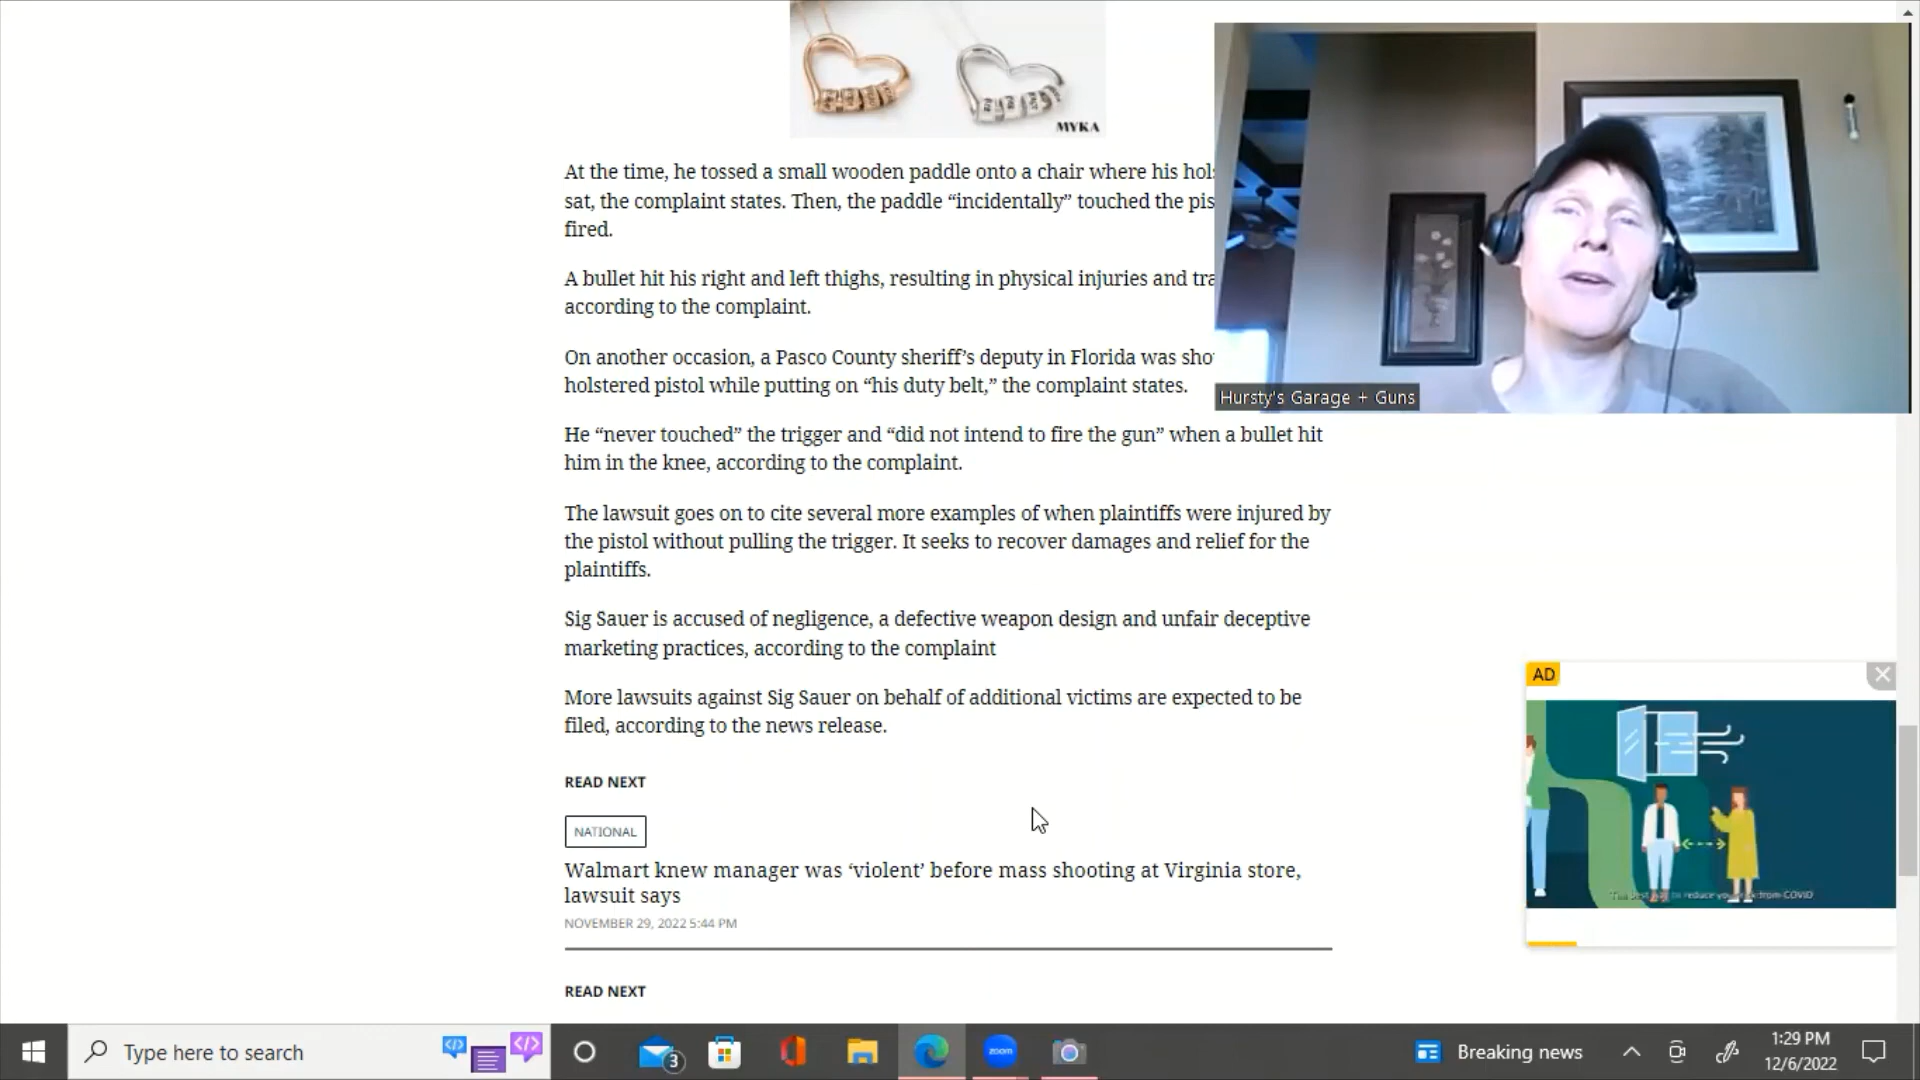 MYKA
At the time, he tossed a small wooden paddle onto a chair where his
sat, the complaint states. Then, the paddle “incidentally” touched the
fired.
A bullet hit his right and left thighs, resulting in physical injuries and
according to the complaint.
On another occasion, a Pasco County sheriff’s deputy in Florida was
holstered pistol while putting on “his duty belt,” the complaint states.
Hursty's Garage + Guns
He “never touched” the trigger and “did not intend to fire the gun” when a bullet hit
him in the knee, according to the complaint.
The lawsuit goes on to cite several more examples of when plaintiffs were injured by
the pistol without pulling the trigger. It seeks to recover damages and relief for the
plaintiffs.
Sig Sauer is accused of negligence, a defective weapon design and unfair deceptive
marketing practices, according to the complaint
More lawsuits against Sig Sauer on behalf of additional victims are expected to be
filed, according to the news release.
AD
READ NEXT
NATIONAL
Walmart knew manager was ‘violent’ before mass shooting at Virginia store,
lawsuit says
NOVEMBER 29, 2022 5:44 PM
to reduce from COVID
READ NEXT
Type here to search
3
zoom
Breaking news
1:29 PM
12/6/2022